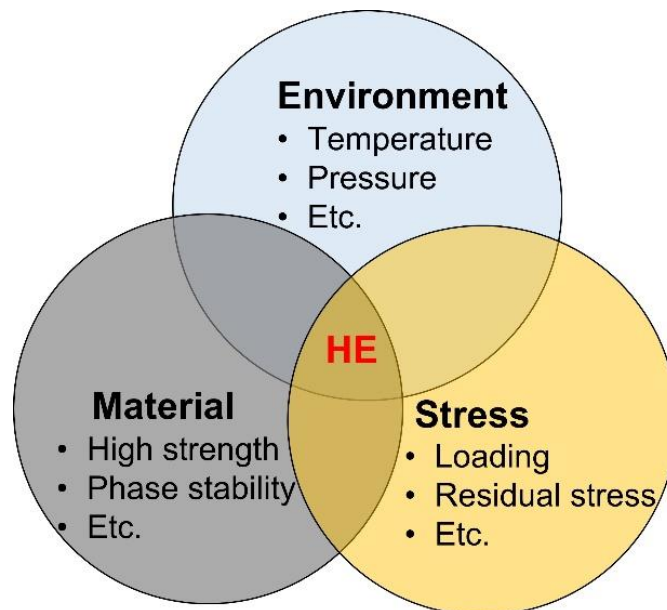 Environment
• Temperature
• Pressure
• Etc.
HE
Material
• High strength
• Phase stability
• Etc.
Stress
• Loading
• Residual stress
• Etc.